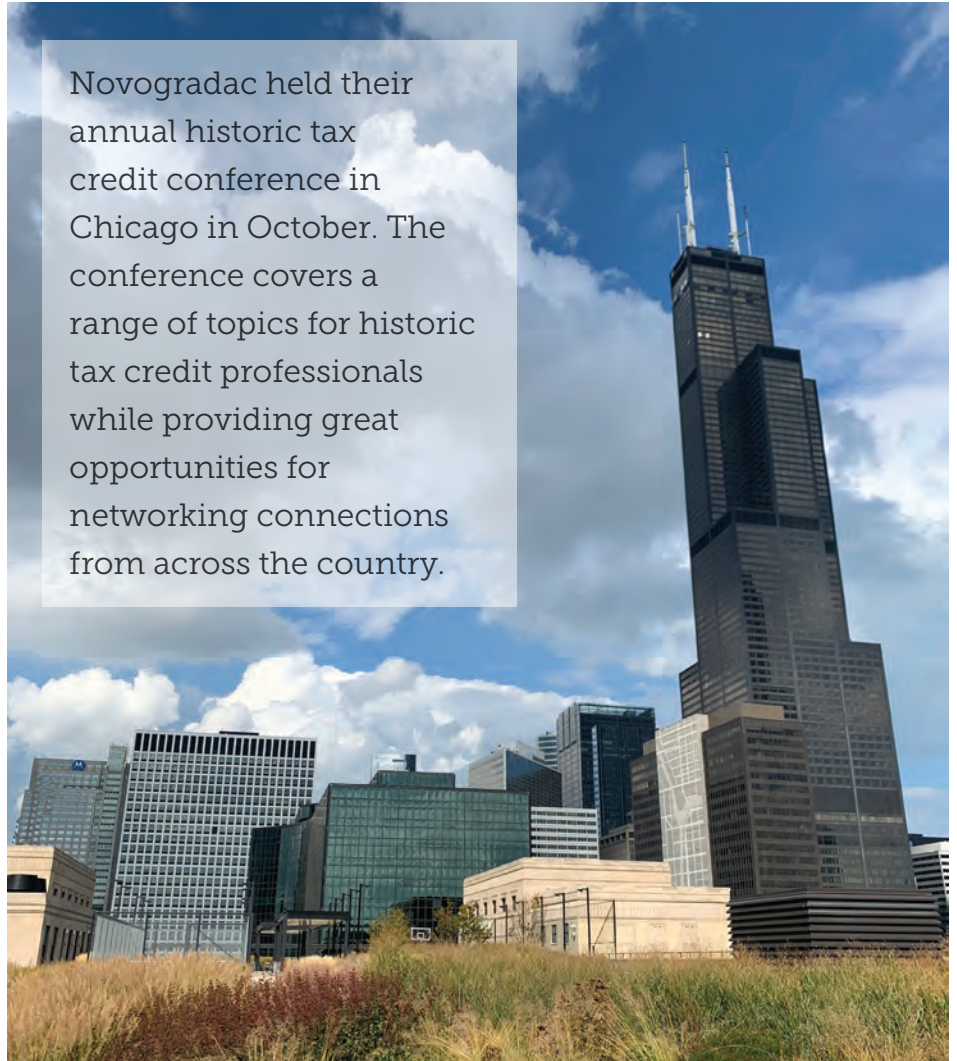 Novogradac held their
annual historic tax
credit conference in
Chicago in October. The
conference covers a
range of topics for historic
tax credit professionals
while providing great
opportunities for
networking connections
from across the country.